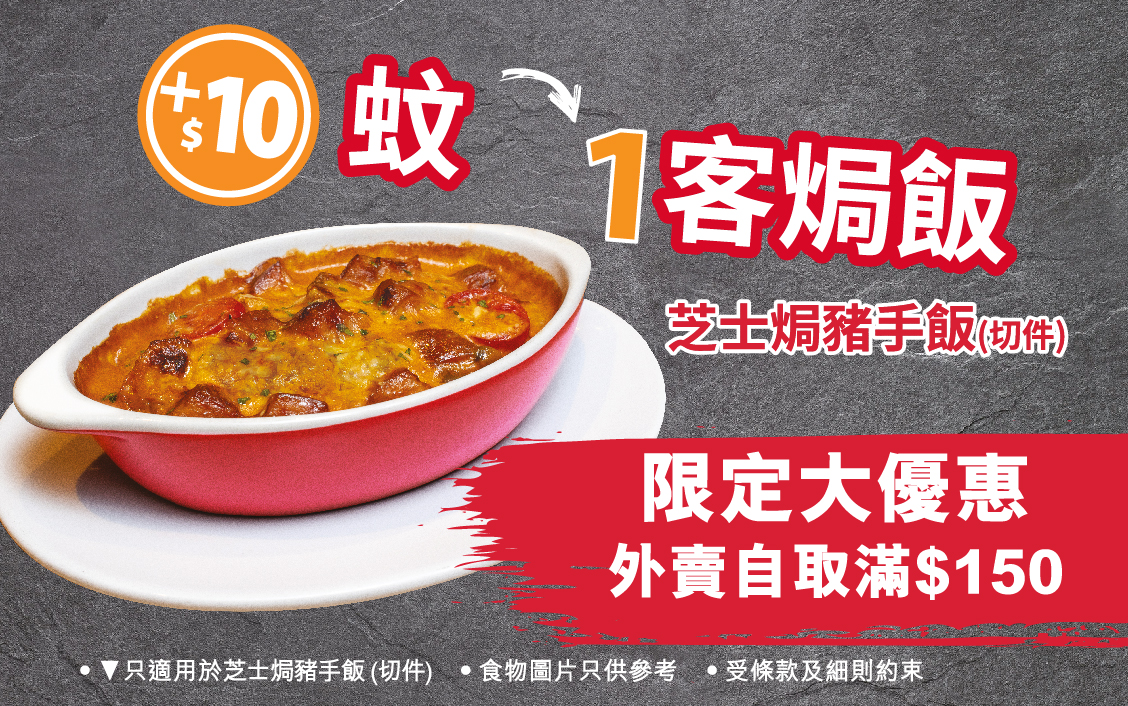 +$10蚊
1客焗飯
芝士焗豬手飯(切件)
限定大優惠
外賣自取滿$150
• ▼只適用於芝士焗豬手飯(切件) • 食物圖片只供參考 • 受條款及細則約束